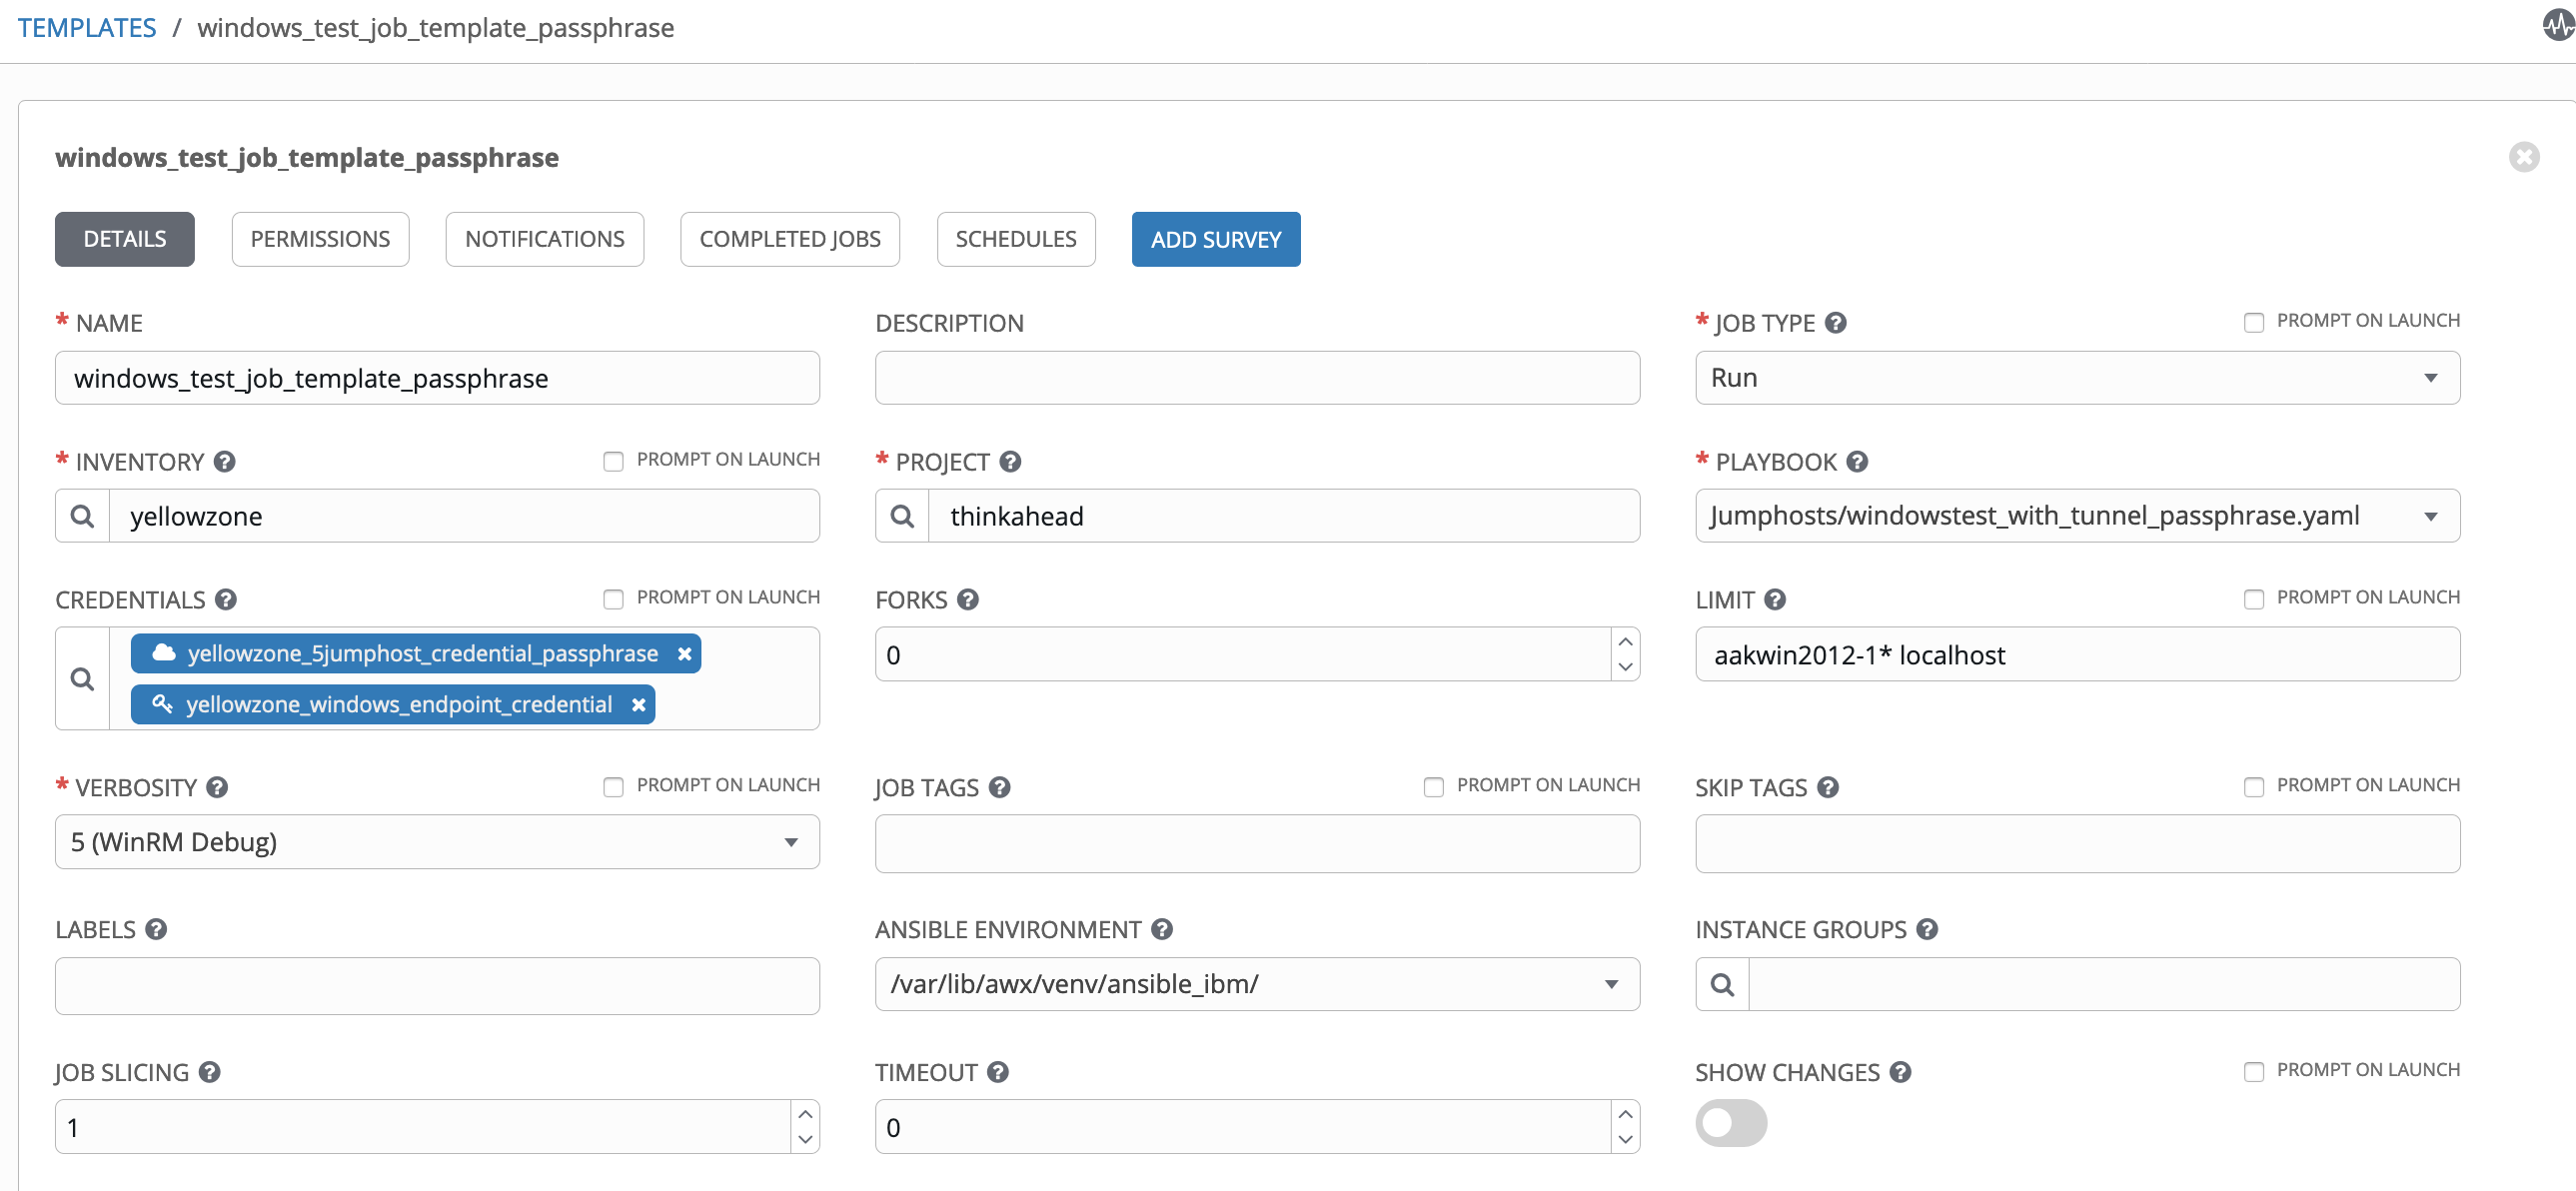 TEMPLATES / windows_test_job_template_passphrase
windows_test_job_template_passphrase
DETAILS PERMISSIONS NOTIFICATIONS COMPLETED JOBS SCHEDULES ADD SURVEY
* NAME DESCRIPTION * JOB TYPE PROMPT ON LAUNCH
windows_test_job_template_passphrase Run
* INVENTORY PROMPT ON LAUNCH * PROJECT * PLAYBOOK
yellowzone thinkahead Jumphosts/windowstest_with_tunnel_passphrase.yaml
CREDENTIALS PROMPT ON LAUNCH FORKS LIMIT PROMPT ON LAUNCH
yellowzone_5jumphost_credential_passphrase 0 aakwin2012-1* localhost
yellowzone_windows_endpoint_credential
* VERBOSITY PROMPT ON LAUNCH JOB TAGS PROMPT ON LAUNCH SKIP TAGS PROMPT ON LAUNCH
5 (WinRM Debug)
LABELS ANSIBLE ENVIRONMENT INSTANCE GROUPS
/var/lib/awx/venv/ansible_ibm/
JOB SLICING TIMEOUT SHOW CHANGES PROMPT ON LAUNCH
1 0